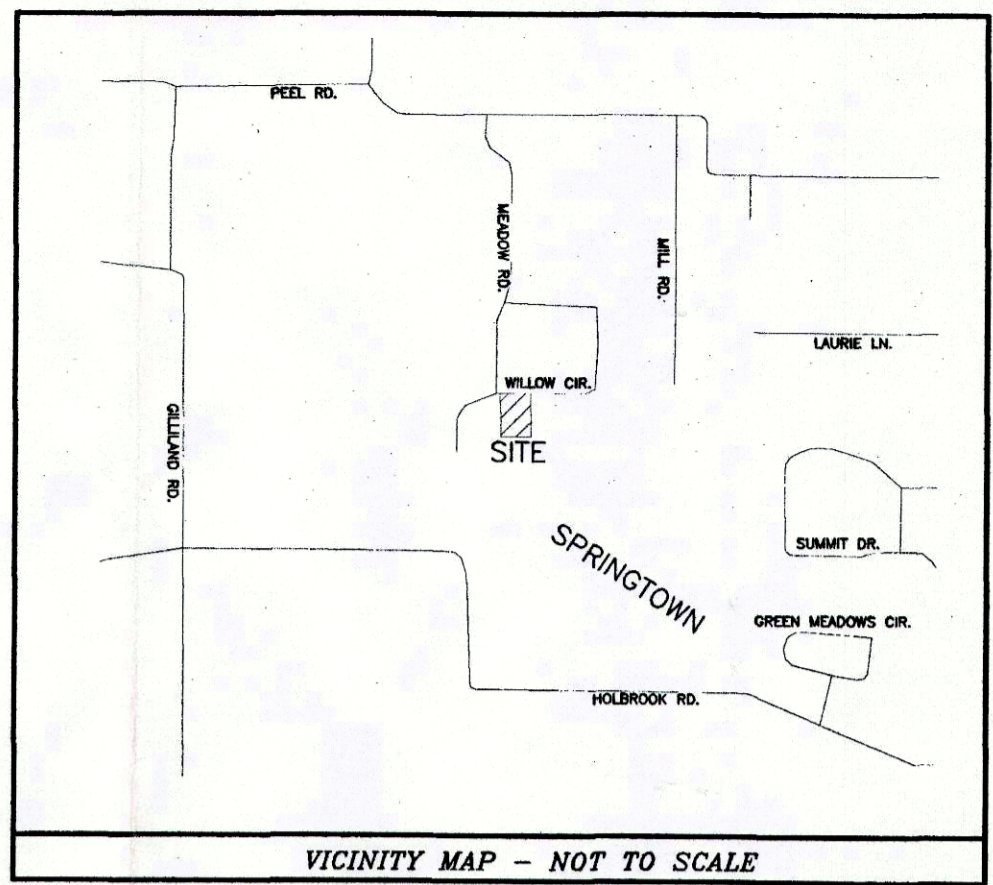 PEEL RD.
MEADOW RD.
MILL RD.
LAURIE LN.
WILLOW CIR.
GILLILAND RD.
SITE
SPRINGTOWN
SUMMIT DR.
GREEN MEADOWS CIR.
HOLBROOK RD.
VICINITY MAP - NOT TO SCALE